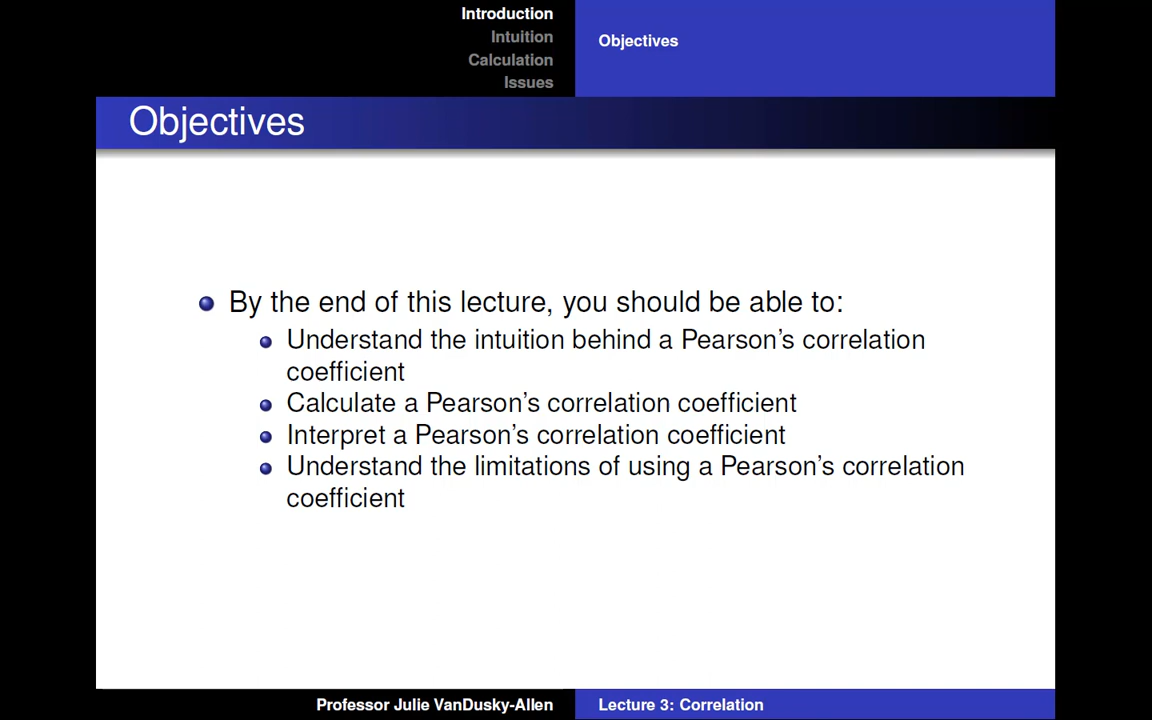 Introduction
Intuition
Calculation
Issues
Objectives
Objectives
By the end of this lecture, you should be able to:
Understand the intuition behind a Pearson's correlation
coefficient
Calculate a Pearson's correlation coefficient
Interpret a Pearson's correlation coefficient
Understand the limitations of using a Pearson's correlation
coefficient
Professor Julie VanDusky-Allen
Lecture 3: Correlation